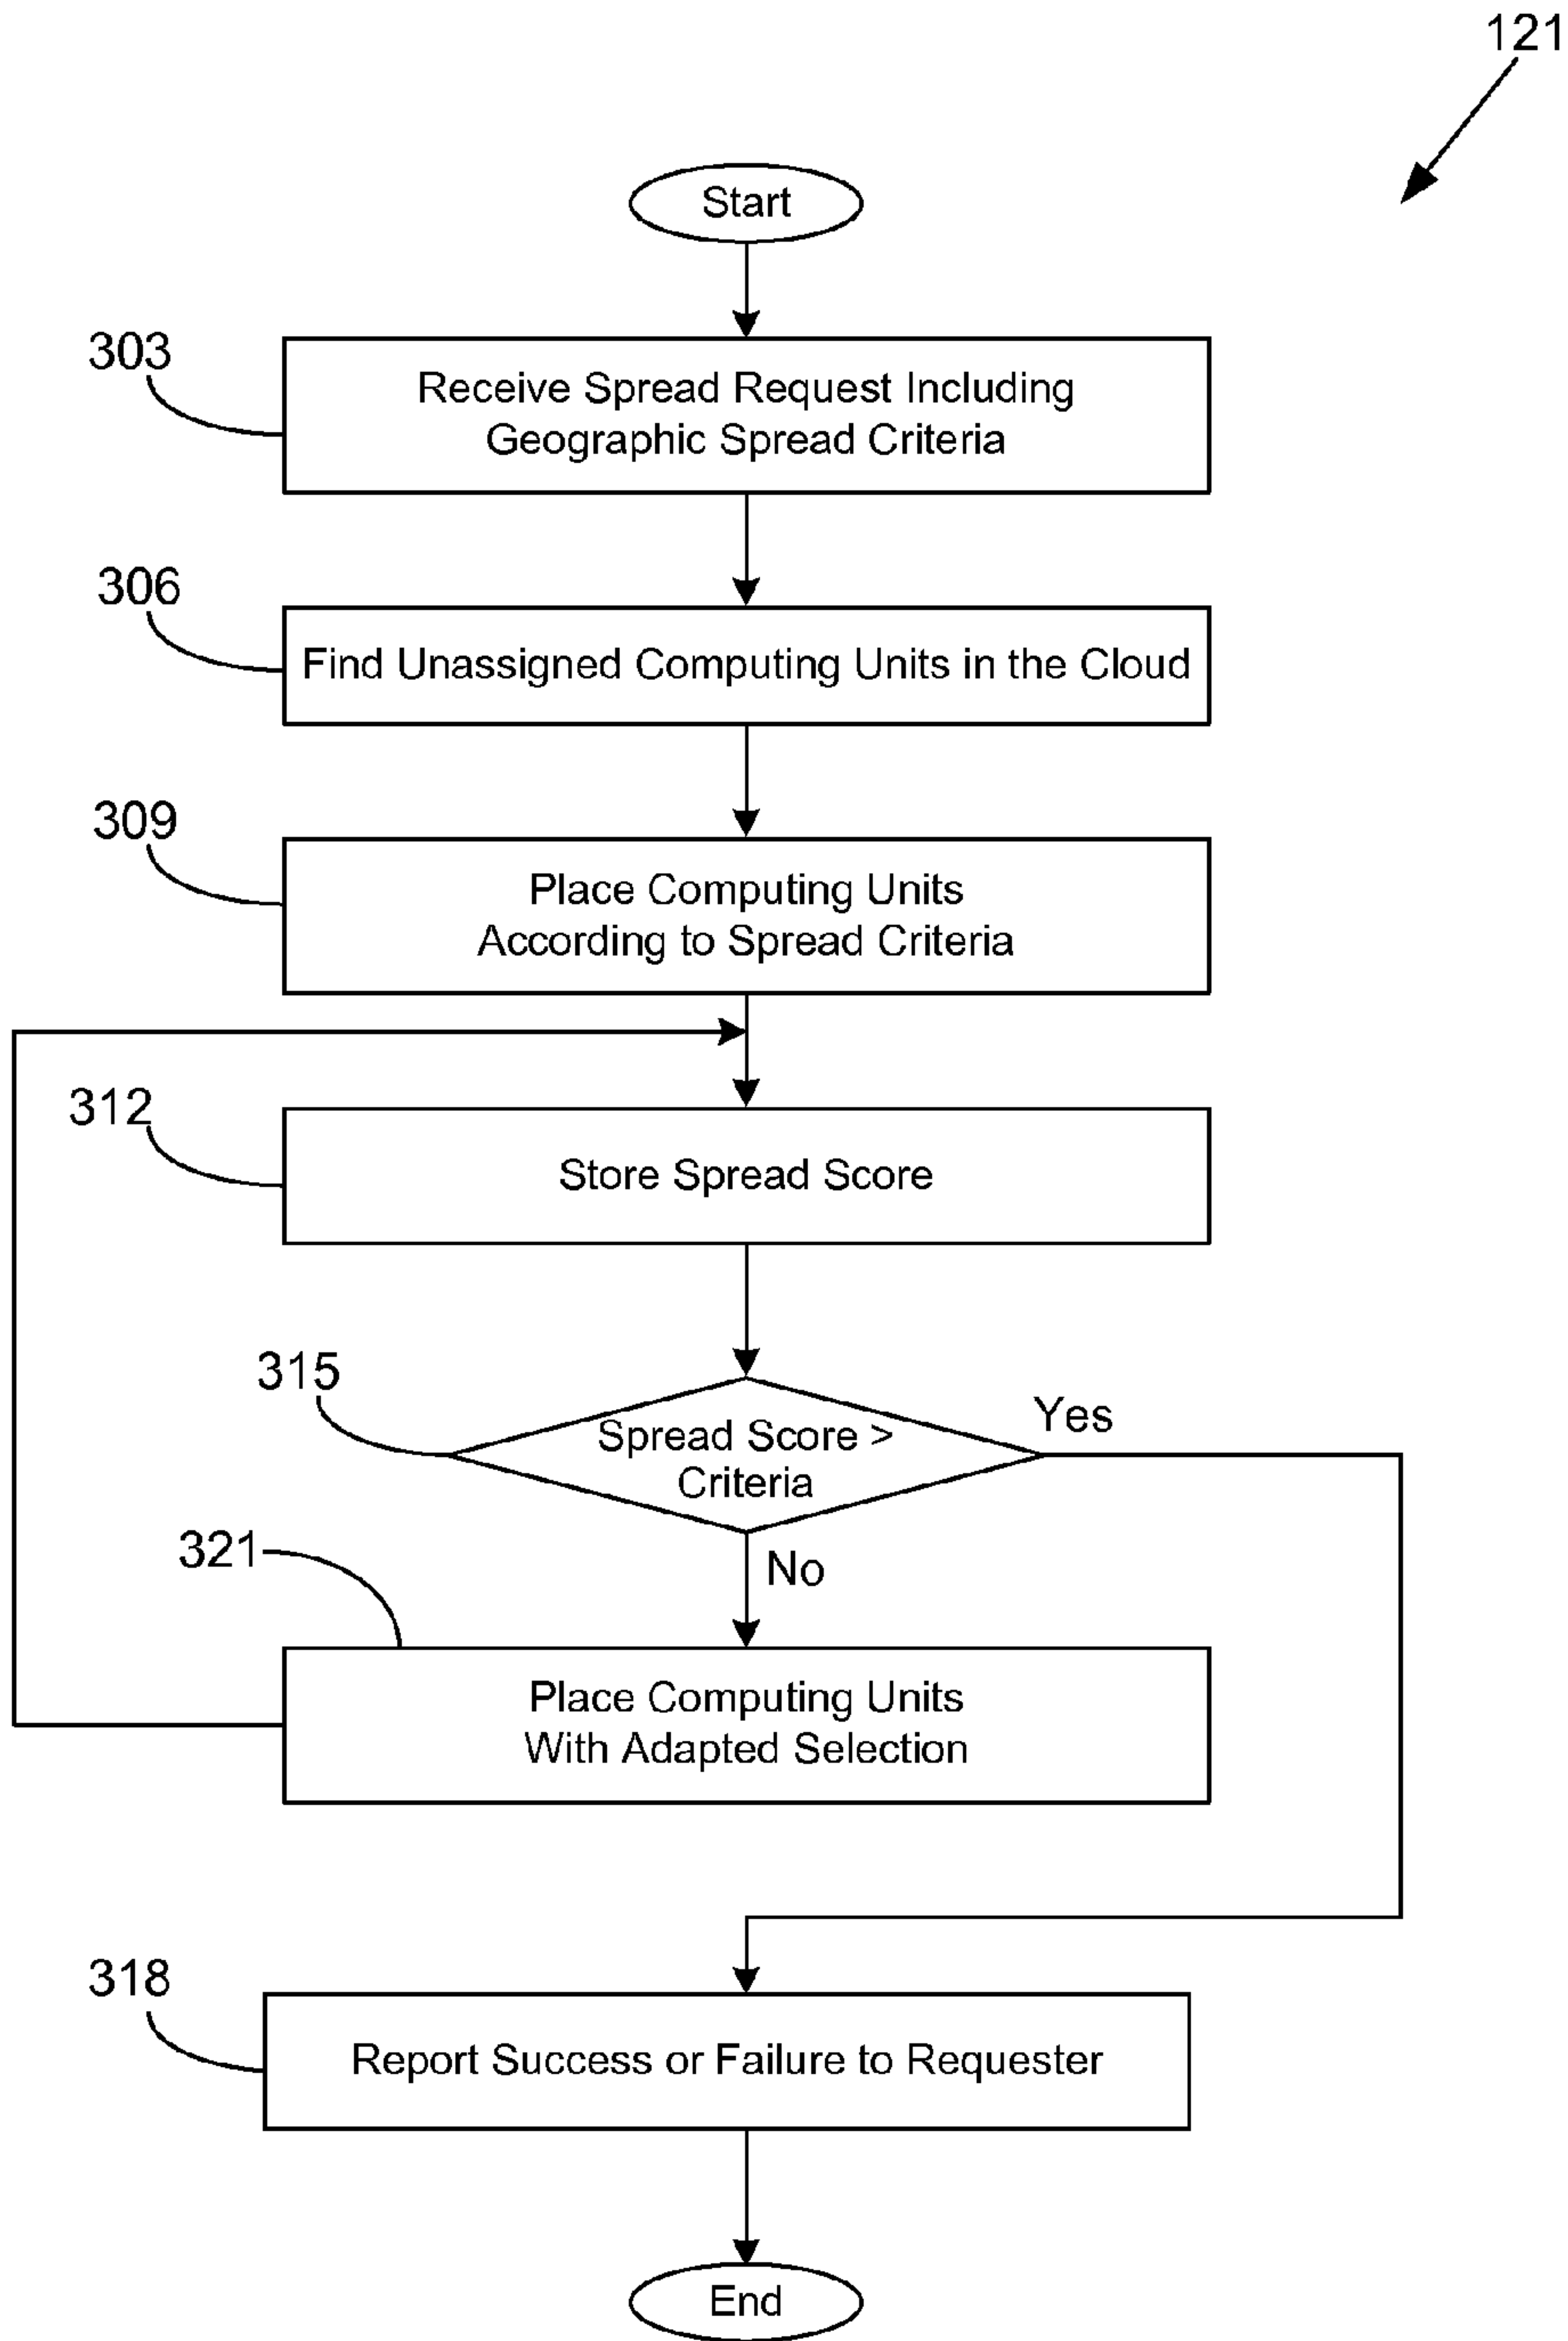 121
Start
303
Receive Spread Request Including
Geographic Spread Criteria
306
Find Unassigned Computing Units in the Cloud
309
Place Computing Units
According to Spread Criteria
312
Store Spread Score
315
Spread Score >
Criteria
Yes
No
321
Place Computing Units
With Adapted Selection
318
Report Success or Failure to Requester
End